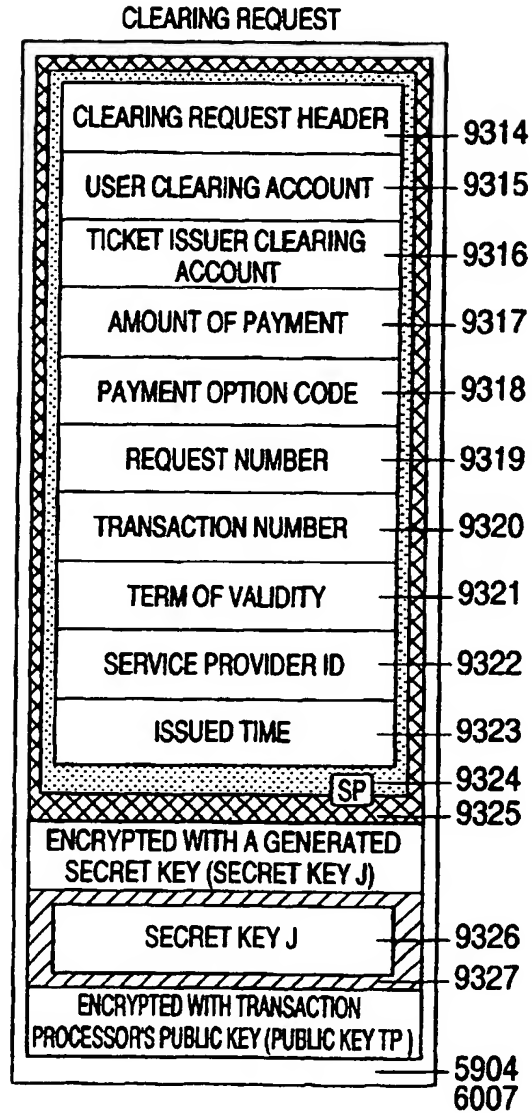 CLEARING REQUEST
CLEARING REQUEST HEADER 9314
USER CLEARING ACCOUNT 9315
TICKET ISSUER CLEARING
ACCOUNT 9316
AMOUNT OF PAYMENT 9317
PAYMENT OPTION CODE 9318
REQUEST NUMBER 9319
TRANSACTION NUMBER 9320
TERM OF VALIDITY 9321
SERVICE PROVIDER ID 9322
ISSUED TIME 9323
SP 9324
9325
ENCRYPTED WITH A GENERATED
SECRET KEY (SECRET KEY J)
SECRET KEY J 9326
9327
ENCRYPTED WITH TRANSACTION
PROCESSOR'S PUBLIC KEY (PUBLIC KEY TP )
5904
6007